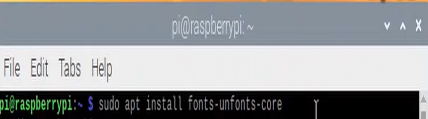 pi@raspberrypi: ~
File Edit Tabs Help
pi@raspberrypi:~ $ sudo apt install fonts-unfonts-core